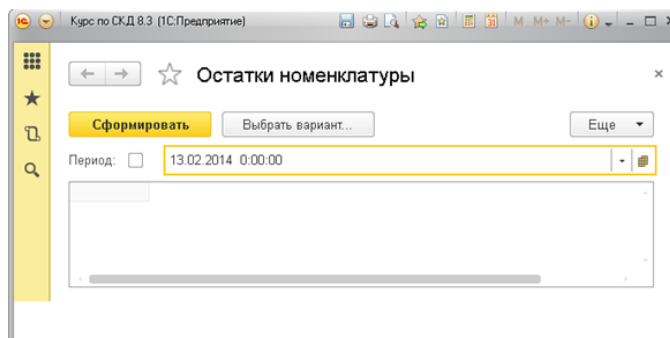 Курс по СКД 8.3 (1С:Предприятие) M M+ M-
Остатки номенклатуры
Сформировать Выбрать вариант... Еще
Период: 13.02.2014 0:00:00